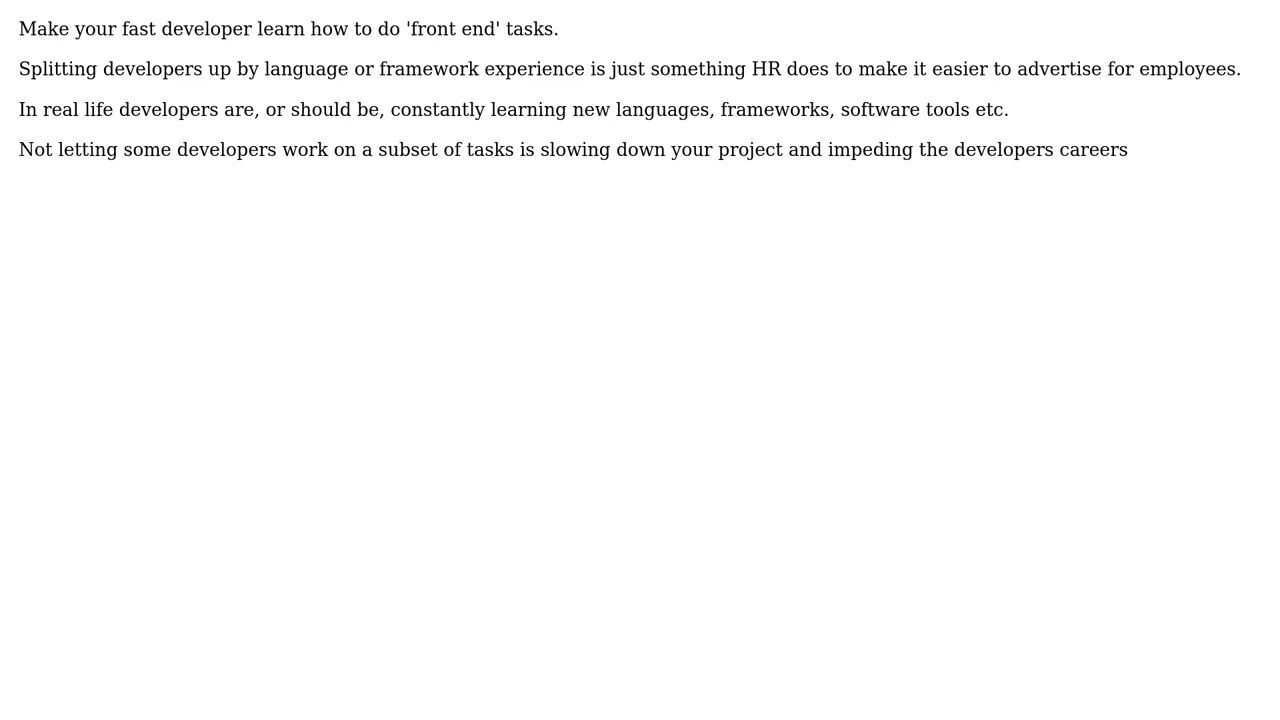 Make your fast developer learn how to do 'front end' tasks.
Splitting developers up by language or framework experience is just something HR does to make it easier to advertise for employees.
In real life developers are, or should be, constantly learning new languages, frameworks, software tools etc.
Not letting some developers work on a subset of tasks is slowing down your project and impeding the developers careers